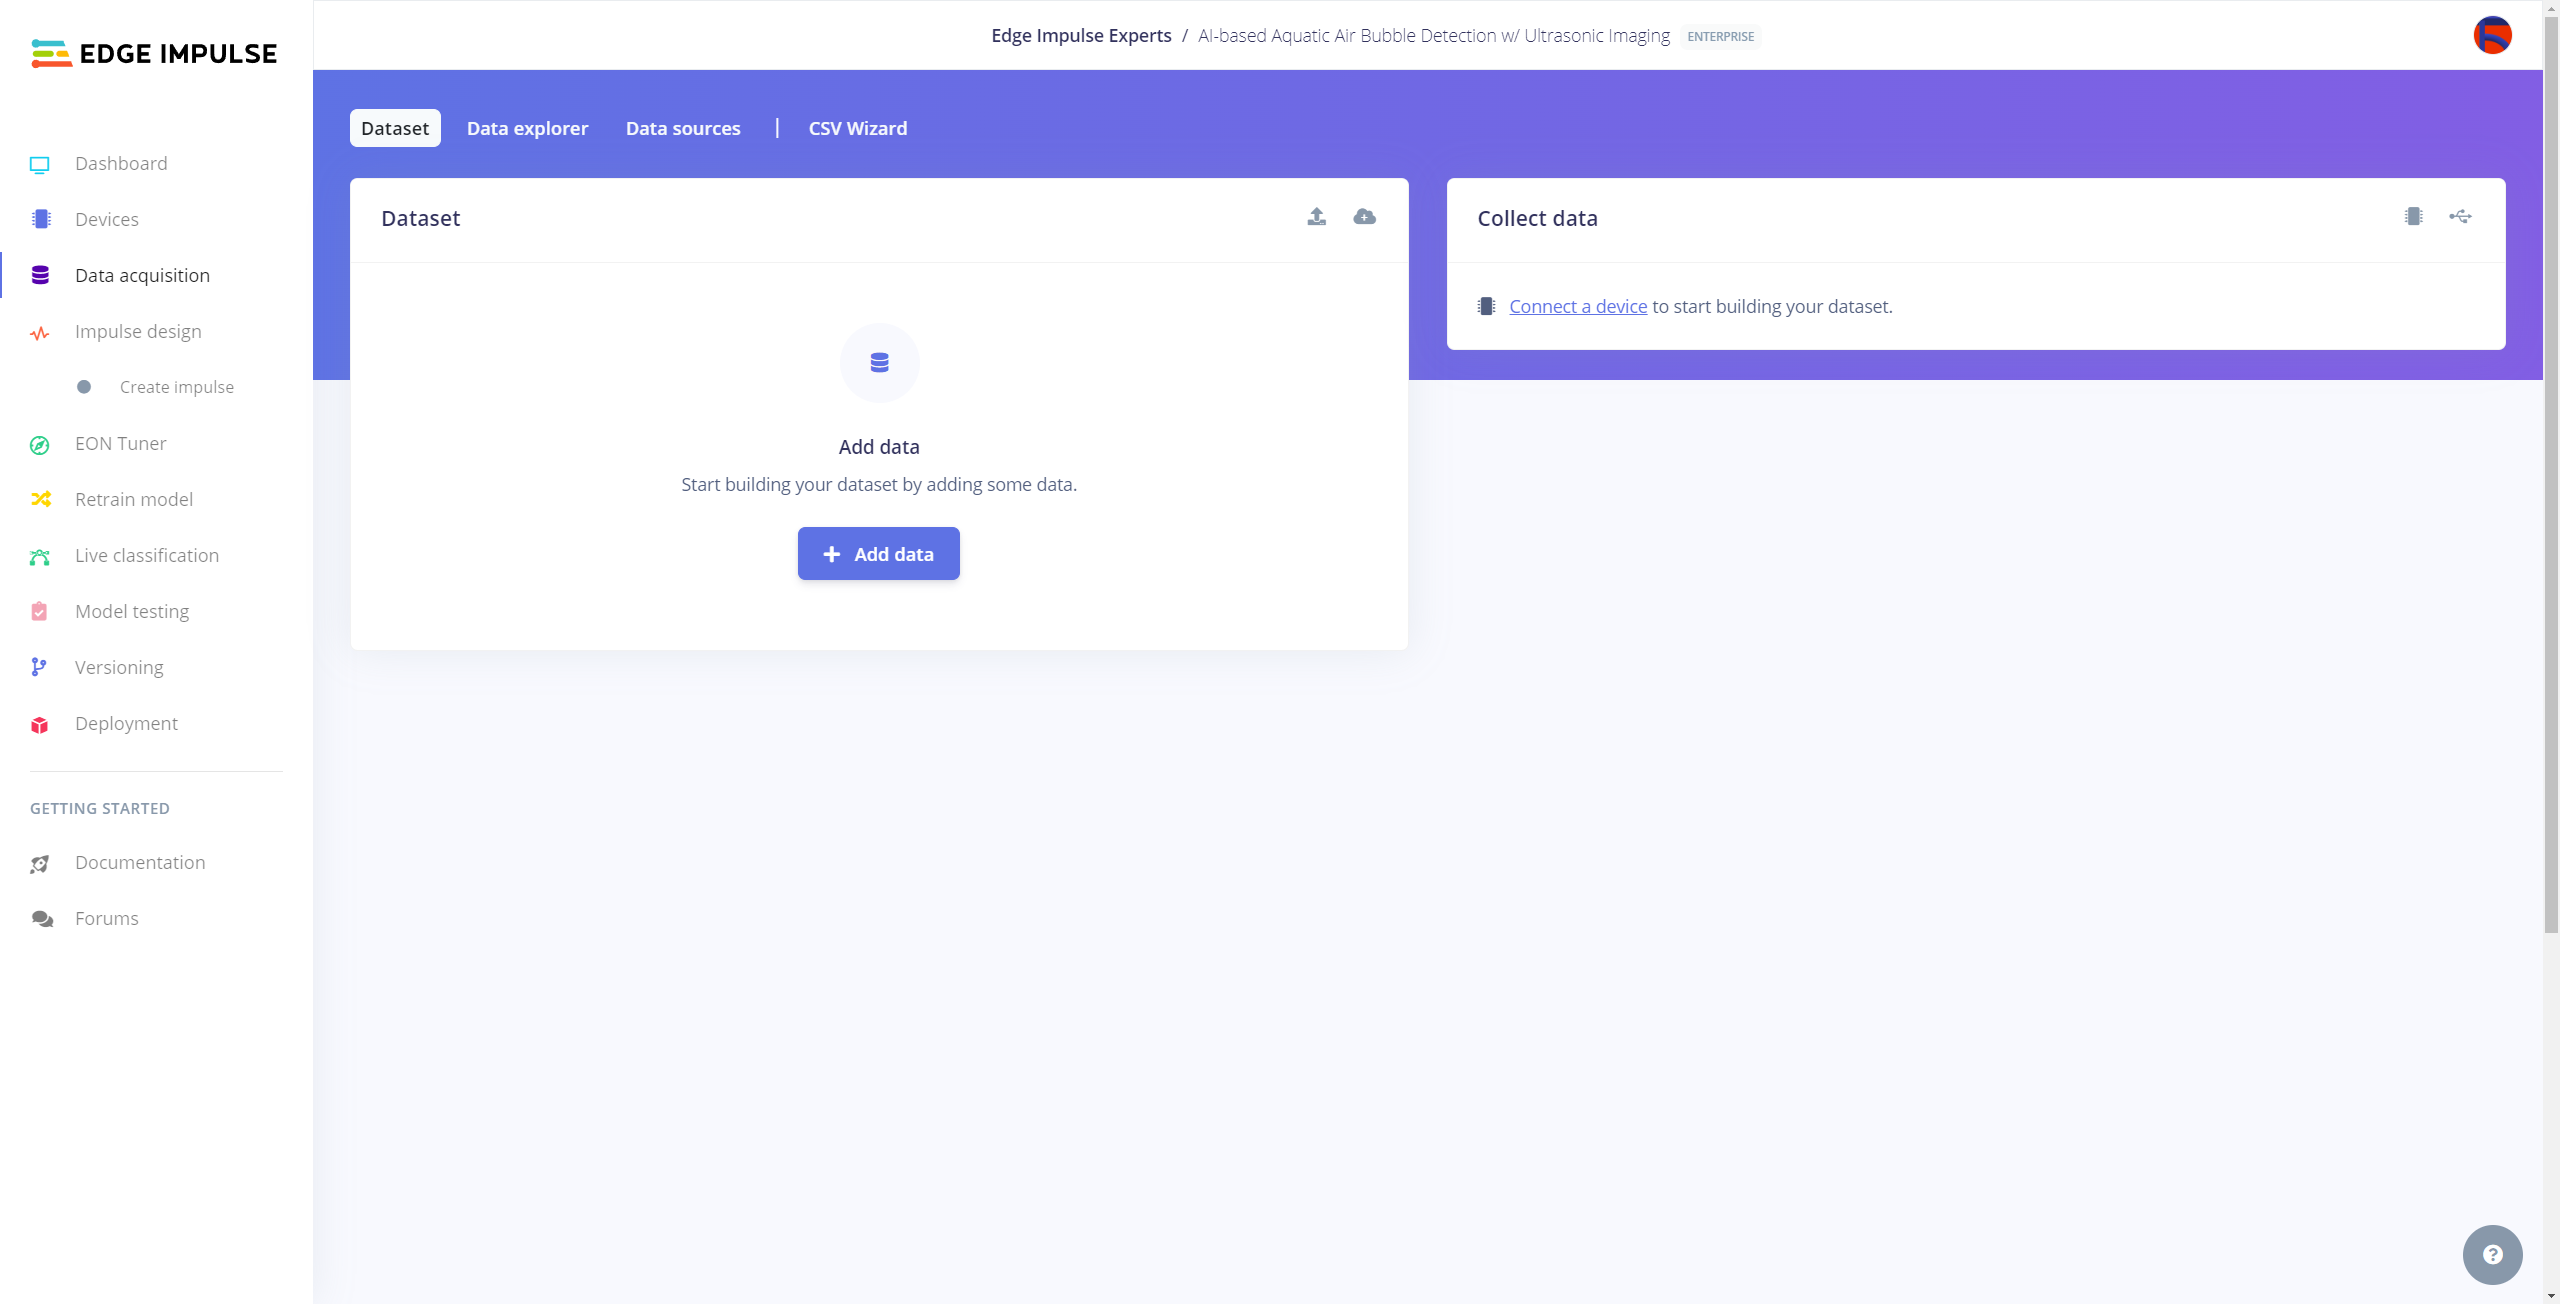 EDGE IMPULSE
Edge Impulse Experts / AI-based Aquatic Air Bubble Detection w/ Ultrasonic Imaging ENTERPRISE
Dashboard
Devices
Data acquisition
Impulse design
Create impulse
EON Tuner
Retrain model
Live classification
Model testing
Versioning
Deployment
GETTING STARTED
Documentation
Forums
Dataset Data explorer Data sources | CSV Wizard
Dataset
Add data
Start building your dataset by adding some data.
+ Add data
Collect data
Connect a device to start building your dataset.
?